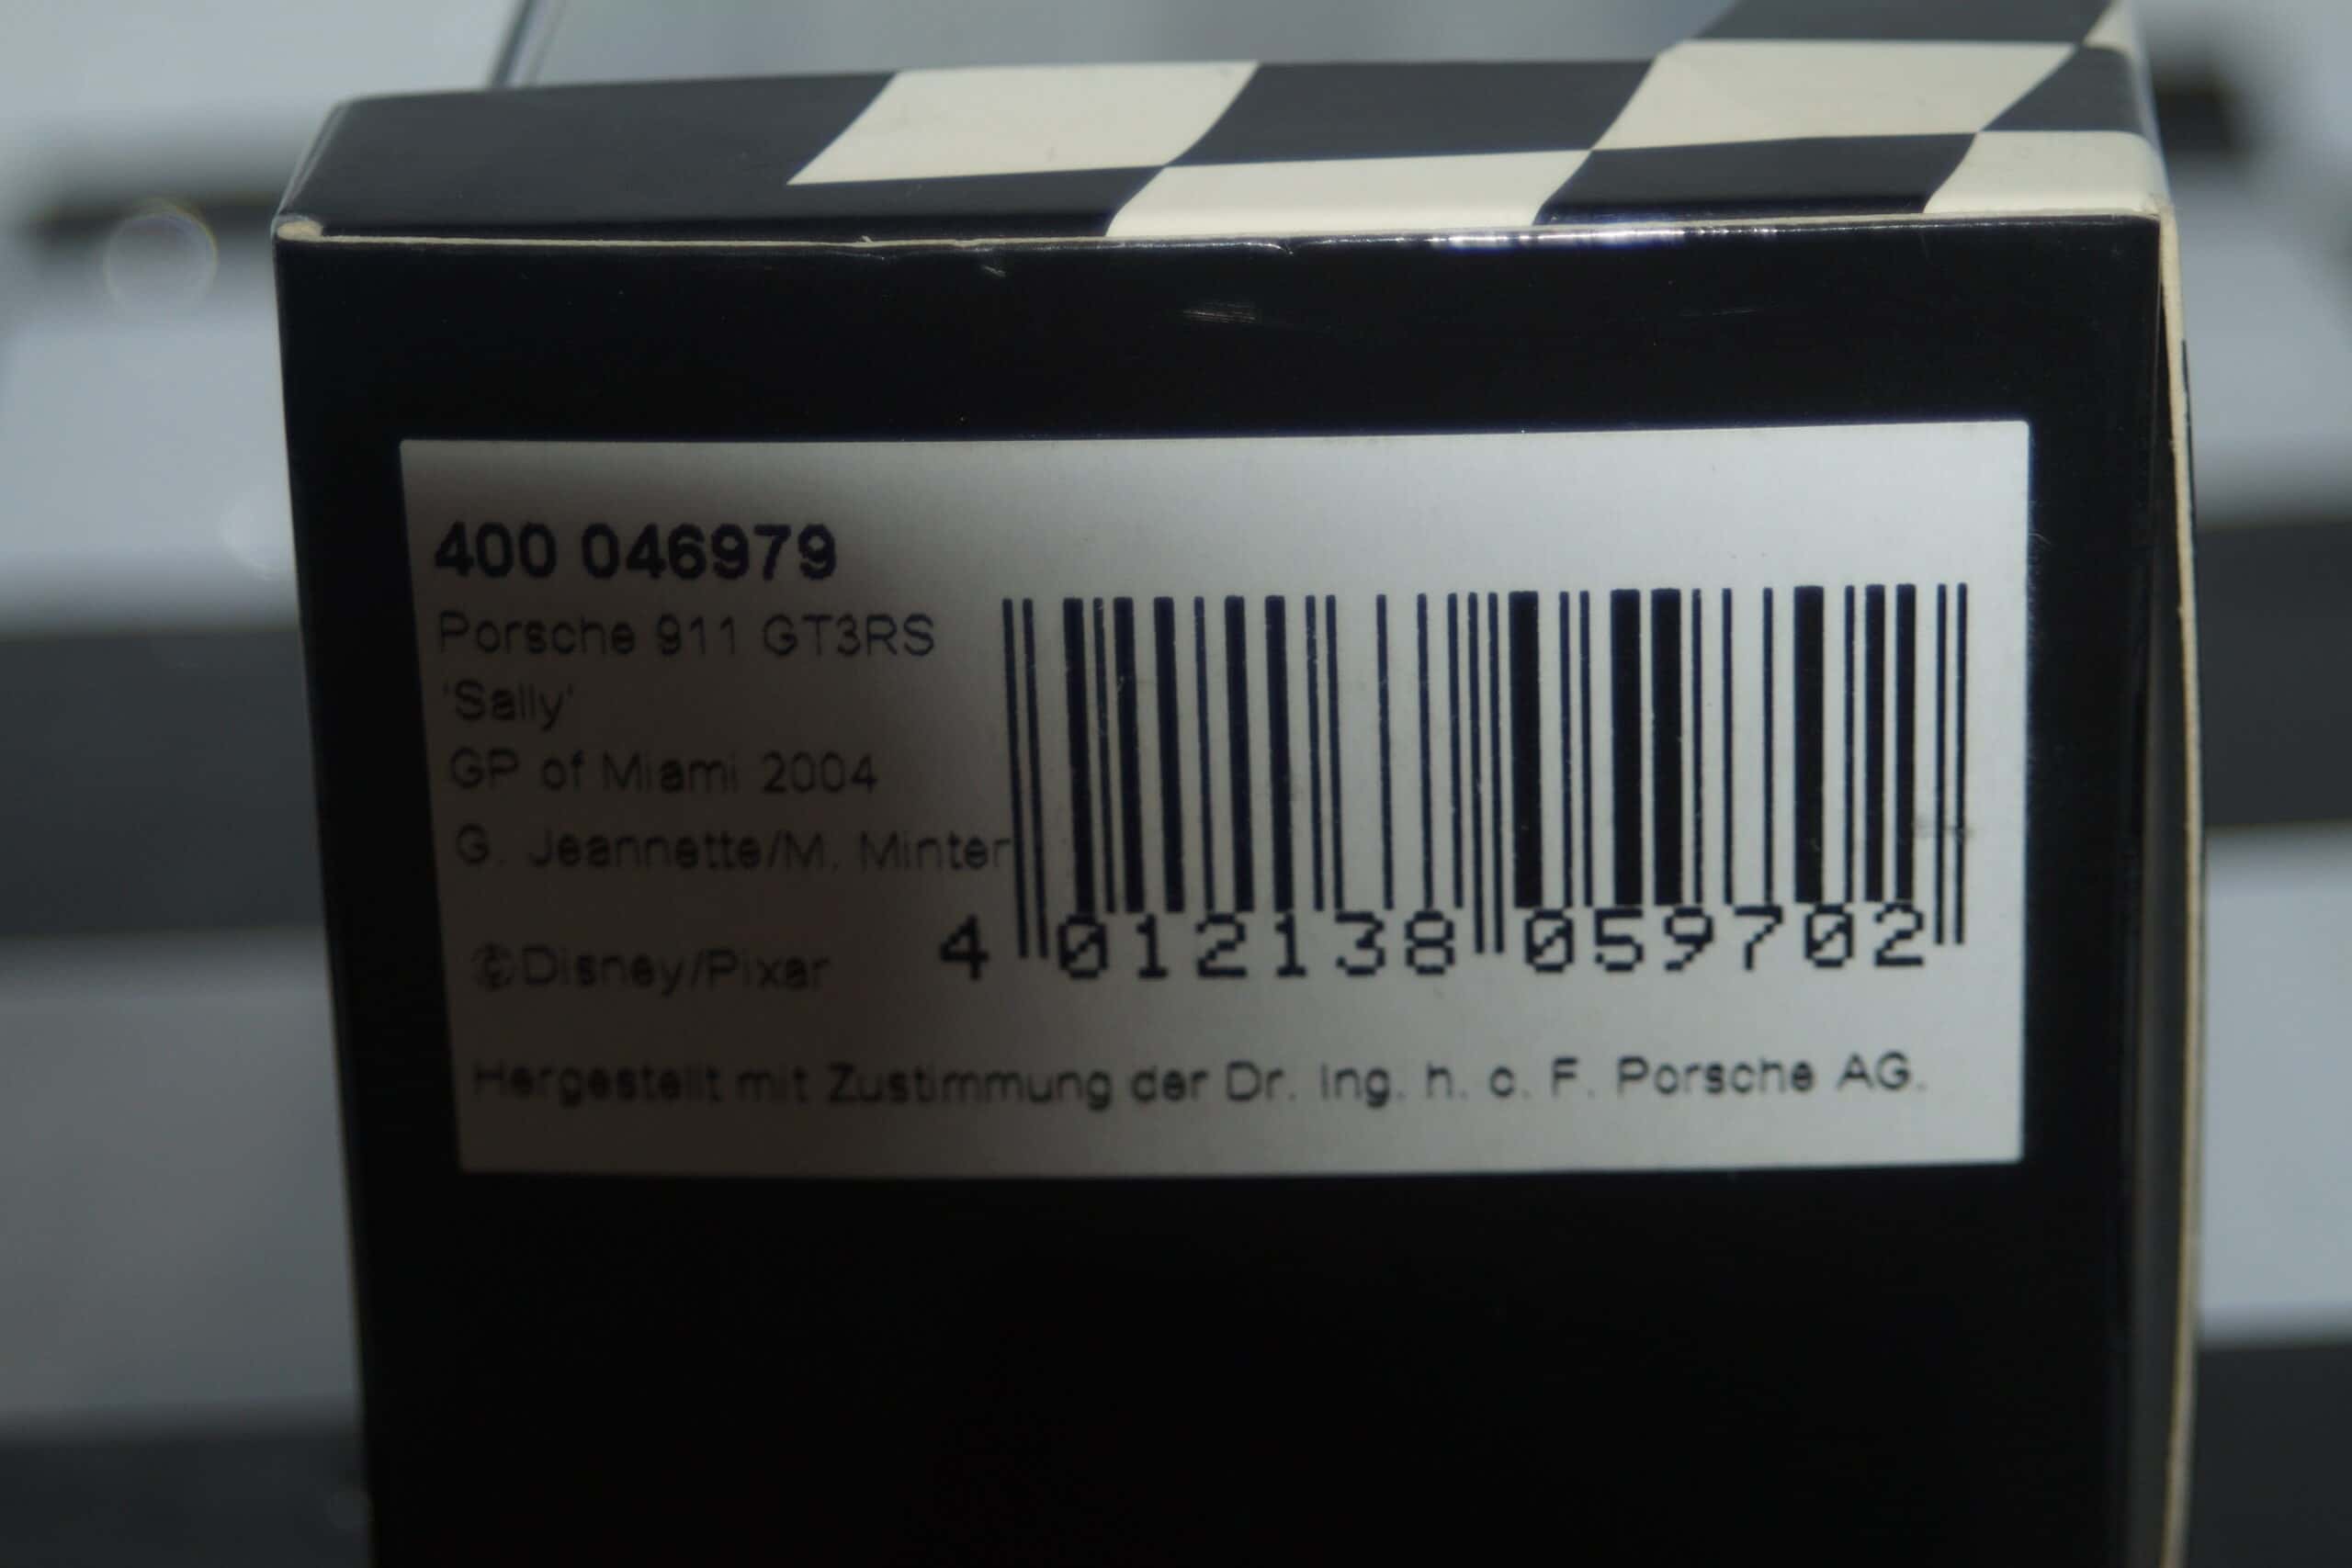 400 046979
Porsche 911 GT3RS
'Sally'
GP of Miami 2004
G. Jeannette/M. Minter
©Disney/Pixar
4 012138 059702
Hergestellt mit Zustimmung der Dr. Ing. h. c. F. Porsche AG.